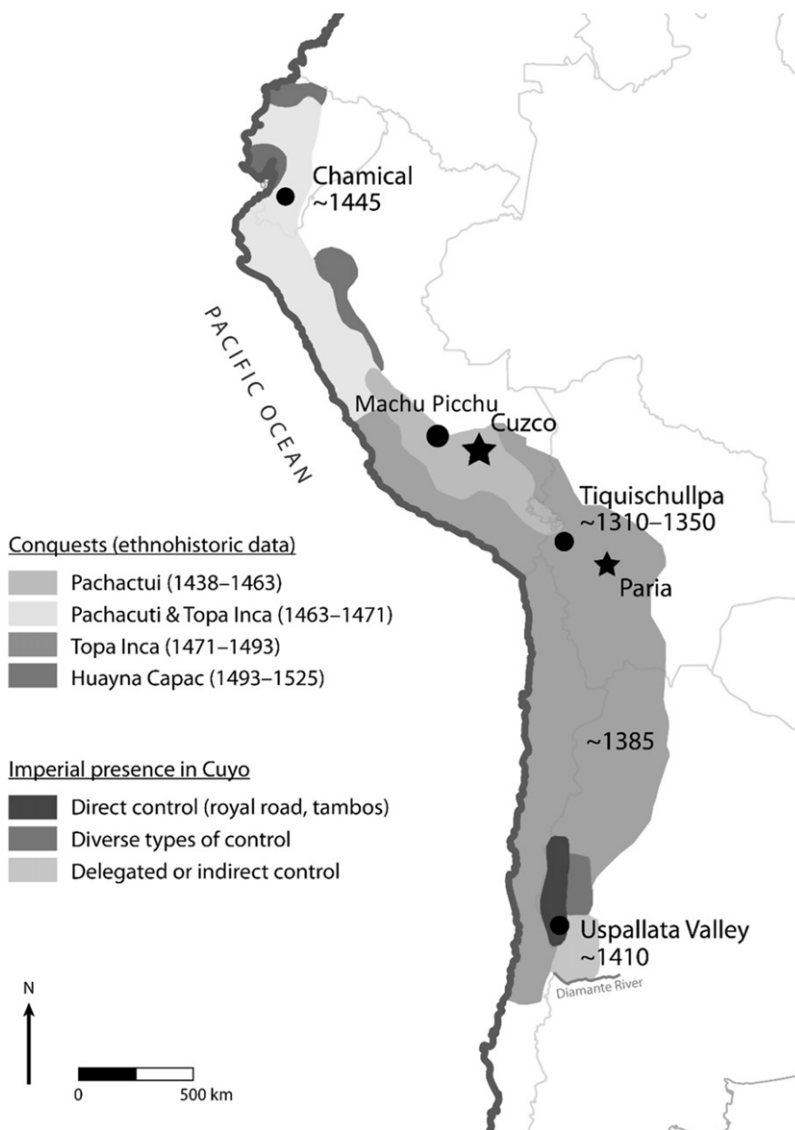 Chamical
~1445
PACIFIC OCEAN
Machu Picchu
Cuzco
Tiquischullpa
~1310–1350
Paria
Conquests (ethnohistoric data)
Pachactui (1438–1463)
Pachacuti & Topa Inca (1463–1471)
Topa Inca (1471–1493)
Huayna Capac (1493–1525)
~1385
Imperial presence in Cuyo
Direct control (royal road, tambos)
Diverse types of control
Delegated or indirect control
Uspallata Valley
~1410
Diamante River
N
0 500 km